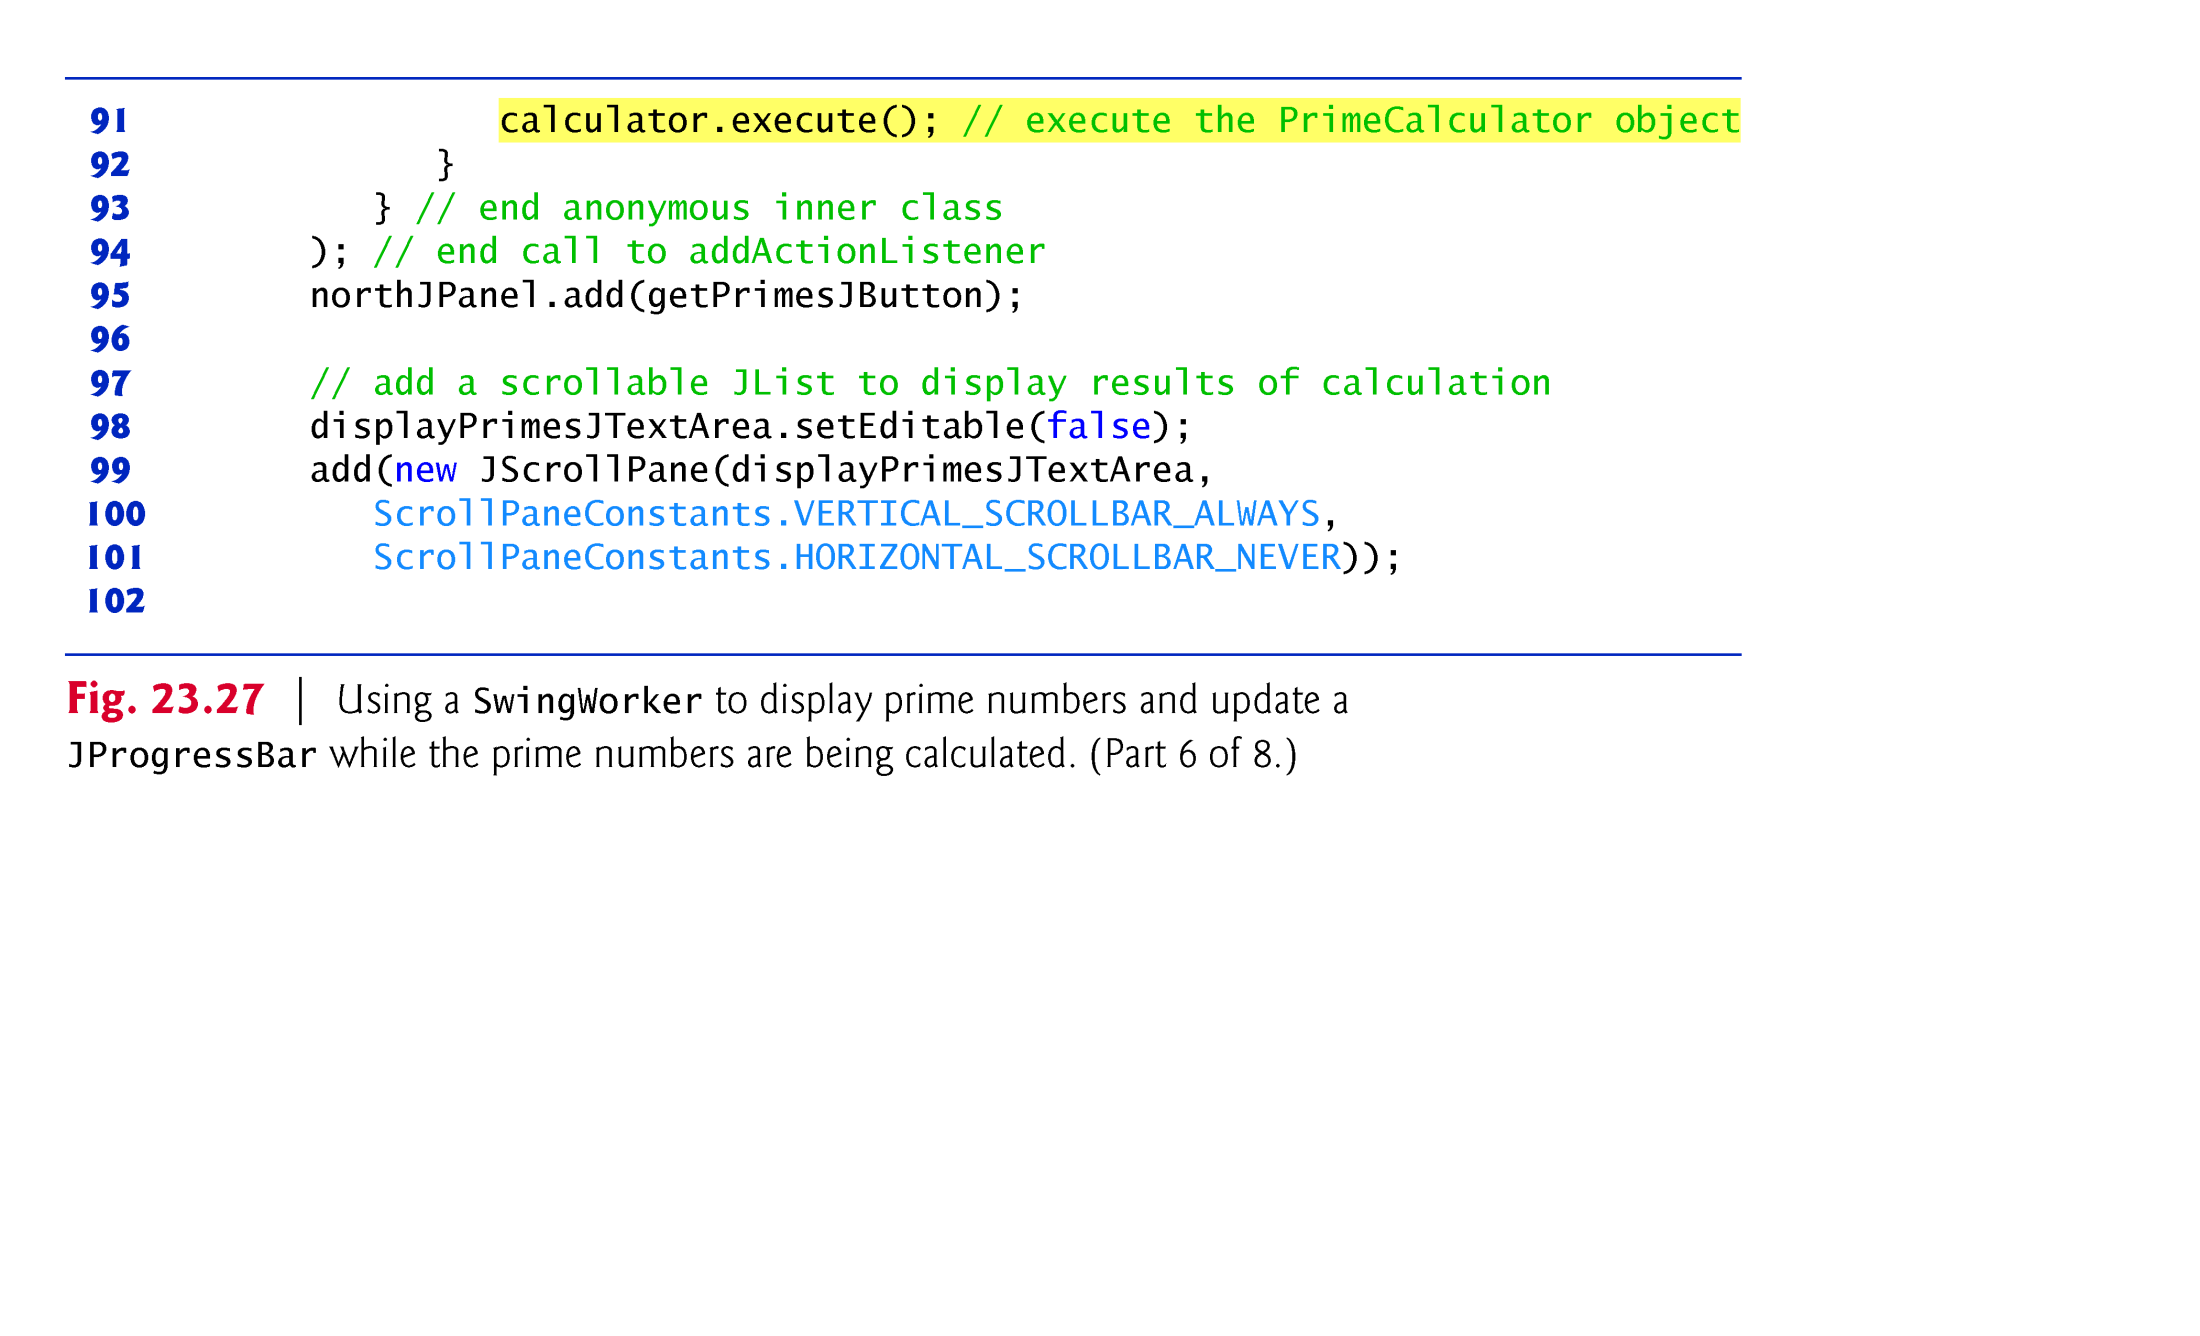 91 calculator.execute(); // execute the PrimeCalculator object
92 }
93 } // end anonymous inner class
94 ); // end call to addActionListener
95 northJPanel.add(getPrimesJButton);
96
97 // add a scrollable JList to display results of calculation
98 displayPrimesJTextArea.setEditable(false);
99 add(new JScrollPane(displayPrimesJTextArea,
100 ScrollPaneConstants.VERTICAL_SCROLLBAR_ALWAYS,
101 ScrollPaneConstants.HORIZONTAL_SCROLLBAR_NEVER));
102
Fig. 23.27 | Using a SwingWorker to display prime numbers and update a
JProgressBar while the prime numbers are being calculated. (Part 6 of 8.)